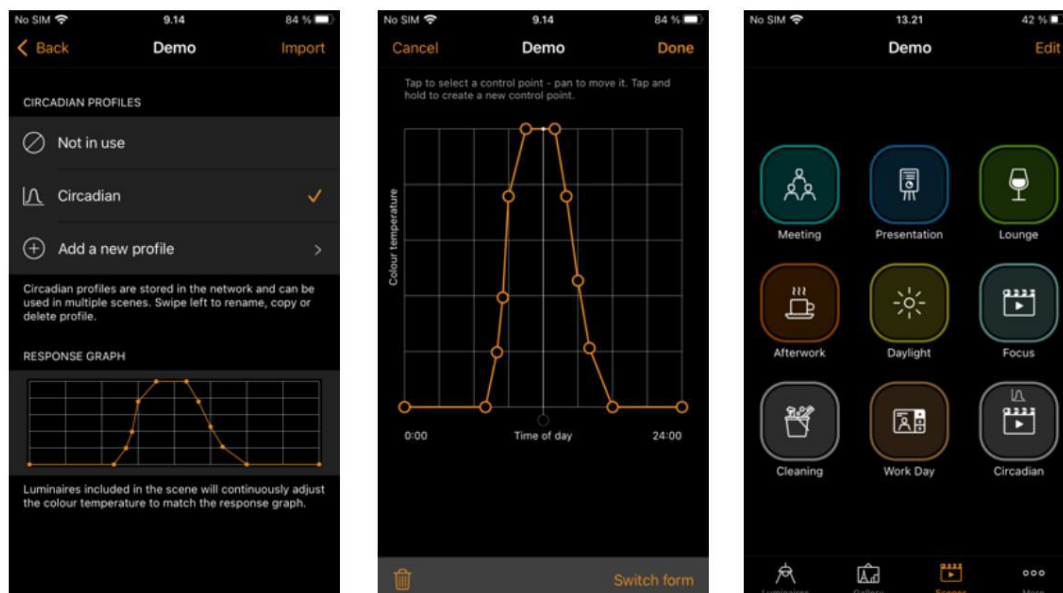 No SIM 9.14 84 %
Back Demo Import
CIRCADIAN PROFILES
Not in use
Circadian
Add a new profile
Circadian profiles are stored in the network and can be
used in multiple scenes. Swipe left to rename, copy or
delete profile.
RESPONSE GRAPH
Luminaires included in the scene will continuously adjust
the colour temperature to match the response graph.
No SIM 9.14 84 %
Cancel Demo Done
Tap to select a control point - pan to move it. Tap and
hold to create a new control point.
Colour temperature
0:00 Time of day 24:00
Switch form
No SIM 13.21 42 %
Demo Edit
Meeting Presentation Lounge
Afterwork Daylight Focus
Cleaning Work Day Circadian
Luminaires Gallery Scenes More